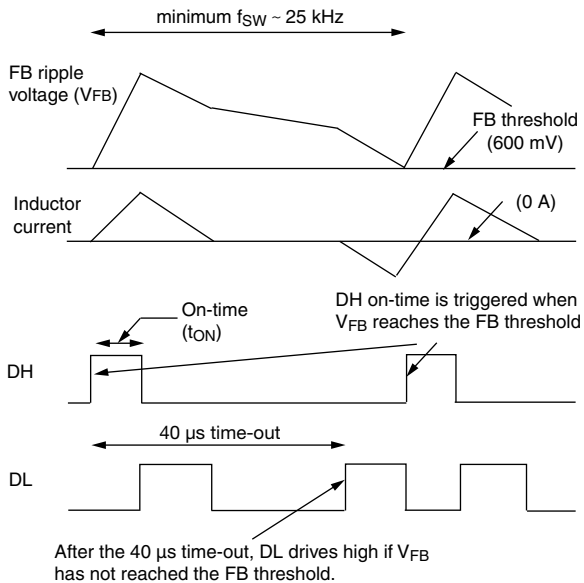 minimum fSW ~ 25 kHz
FB ripple
voltage (VFB)
FB threshold
(600 mV)
Inductor
current
(0 A)
On-time
(tON)
DH on-time is triggered when
VFB reaches the FB threshold
DH
40 µs time-out
DL
After the 40 µs time-out, DL drives high if VFB
has not reached the FB threshold.